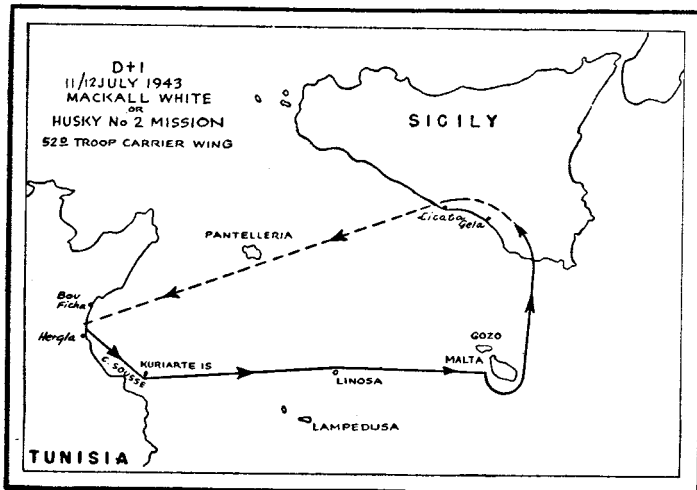 D+1
11/12 JULY 1943
MACKALL WHITE
OR
HUSKY No 2 MISSION
52D TROOP CARRIER WING
SICILY
Licata
Gela
PANTELLERIA
Bou
Ficha
Hergla
C. SOUSSE
KURIARTE IS
GOZO
MALTA
LINOSA
LAMPEDUSA
TUNISIA